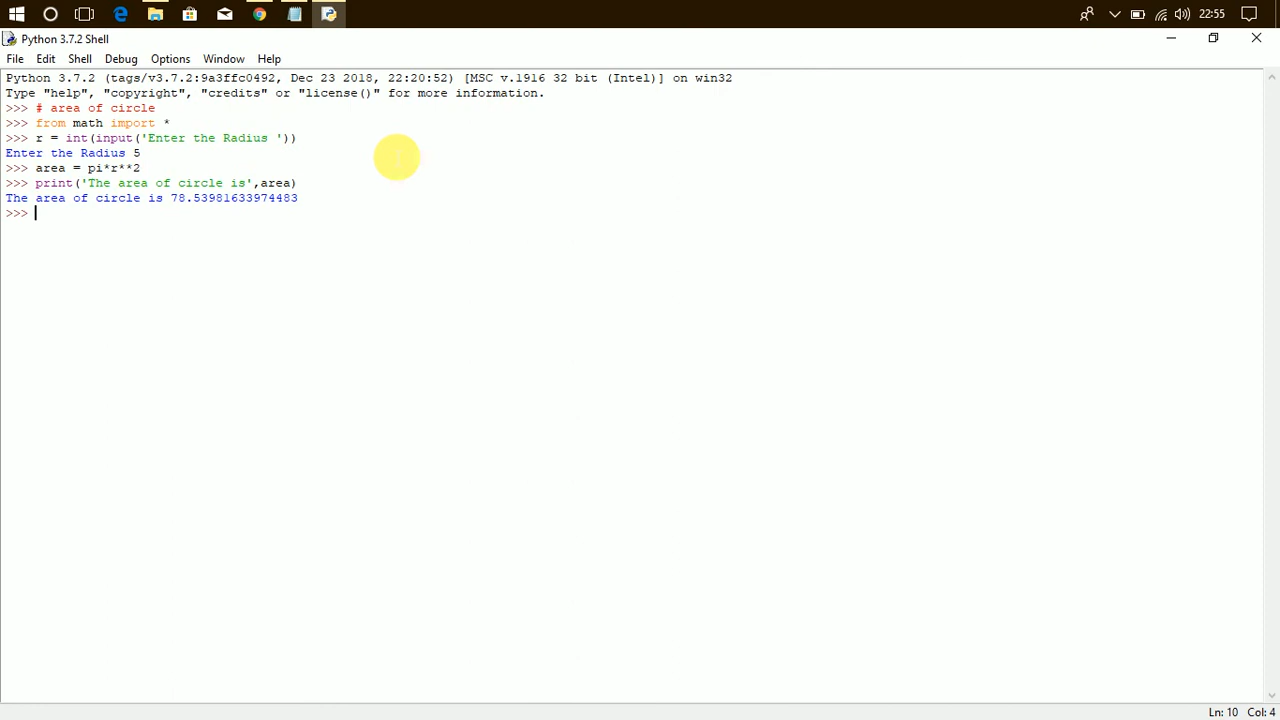 22:55
Python 3.7.2 Shell
File Edit Shell Debug Options Window Help
Python 3.7.2 (tags/v3.7.2:9a3ffc0492, Dec 23 2018, 22:20:52) [MSC v.1916 32 bit (Intel)] on win32
Type "help", "copyright", "credits" or "license()" for more information.
>>> # area of circle
>>> from math import *
>>> r = int(input('Enter the Radius '))
Enter the Radius 5
>>> area = pi*r**2
>>> print('The area of circle is',area)
The area of circle is 78.53981633974483
>>>
Ln: 10 Col: 4